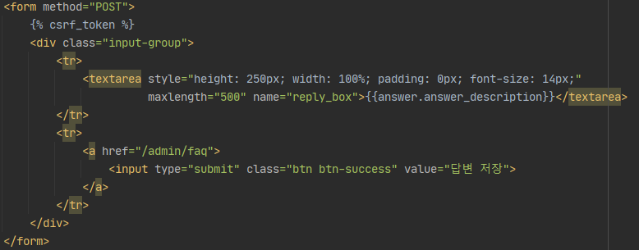 <form method="POST">
{% csrf_token %}
<div class="input-group">
<tr>
<textarea style="height: 250px; width: 100%; padding: 0px; font-size: 14px;"
maxlength="500" name="reply_box">{{answer.answer_description}}</textarea>
</tr>
<tr>
<a href="/admin/faq">
<input type="submit" class="btn btn-success" value="답변 저장">
</a>
</tr>
</div>
</form>